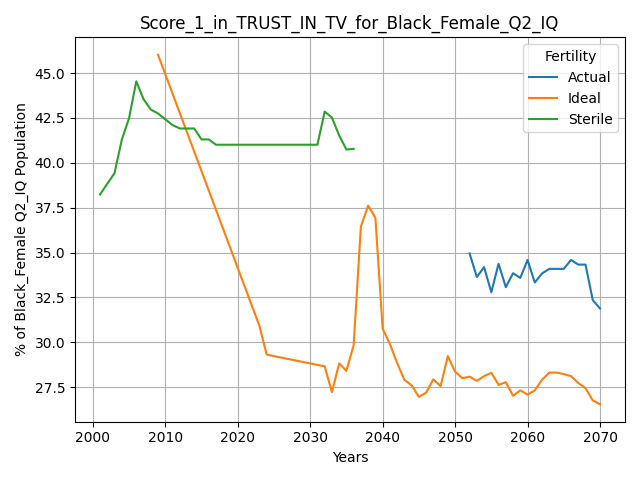 Score_1_in_TRUST_IN_TV_for_Black_Female_Q2_IQ
Fertility
Actual
Ideal
Sterile
% of Black_Female Q2_IQ Population
45.0
42.5
40.0
37.5
35.0
32.5
30.0
27.5
2000 2010 2020 2030 2040 2050 2060 2070
Years